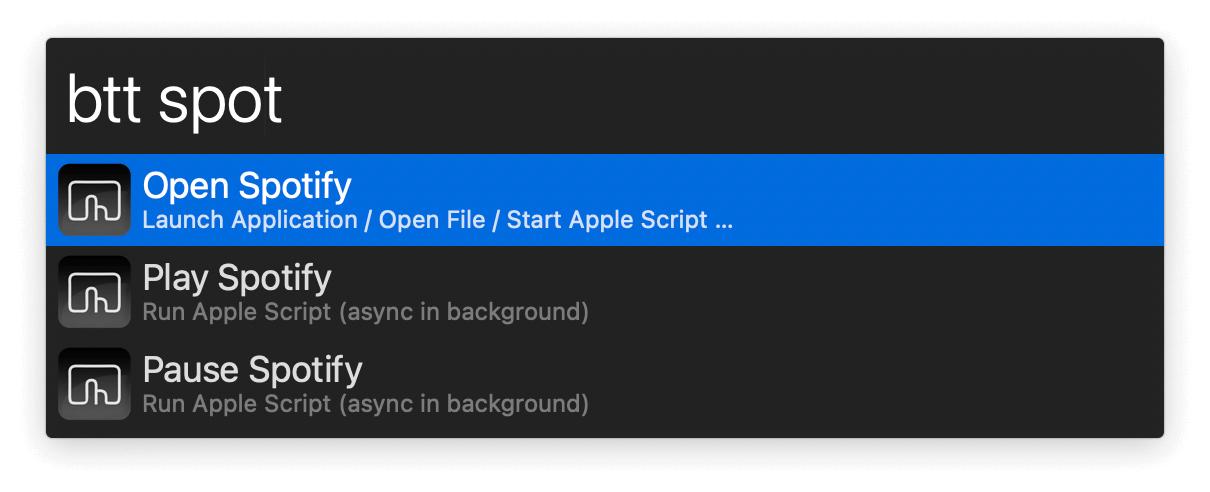 btt spot
Open Spotify
Launch Application / Open File / Start Apple Script ...
Play Spotify
Run Apple Script (async in background)
Pause Spotify
Run Apple Script (async in background)